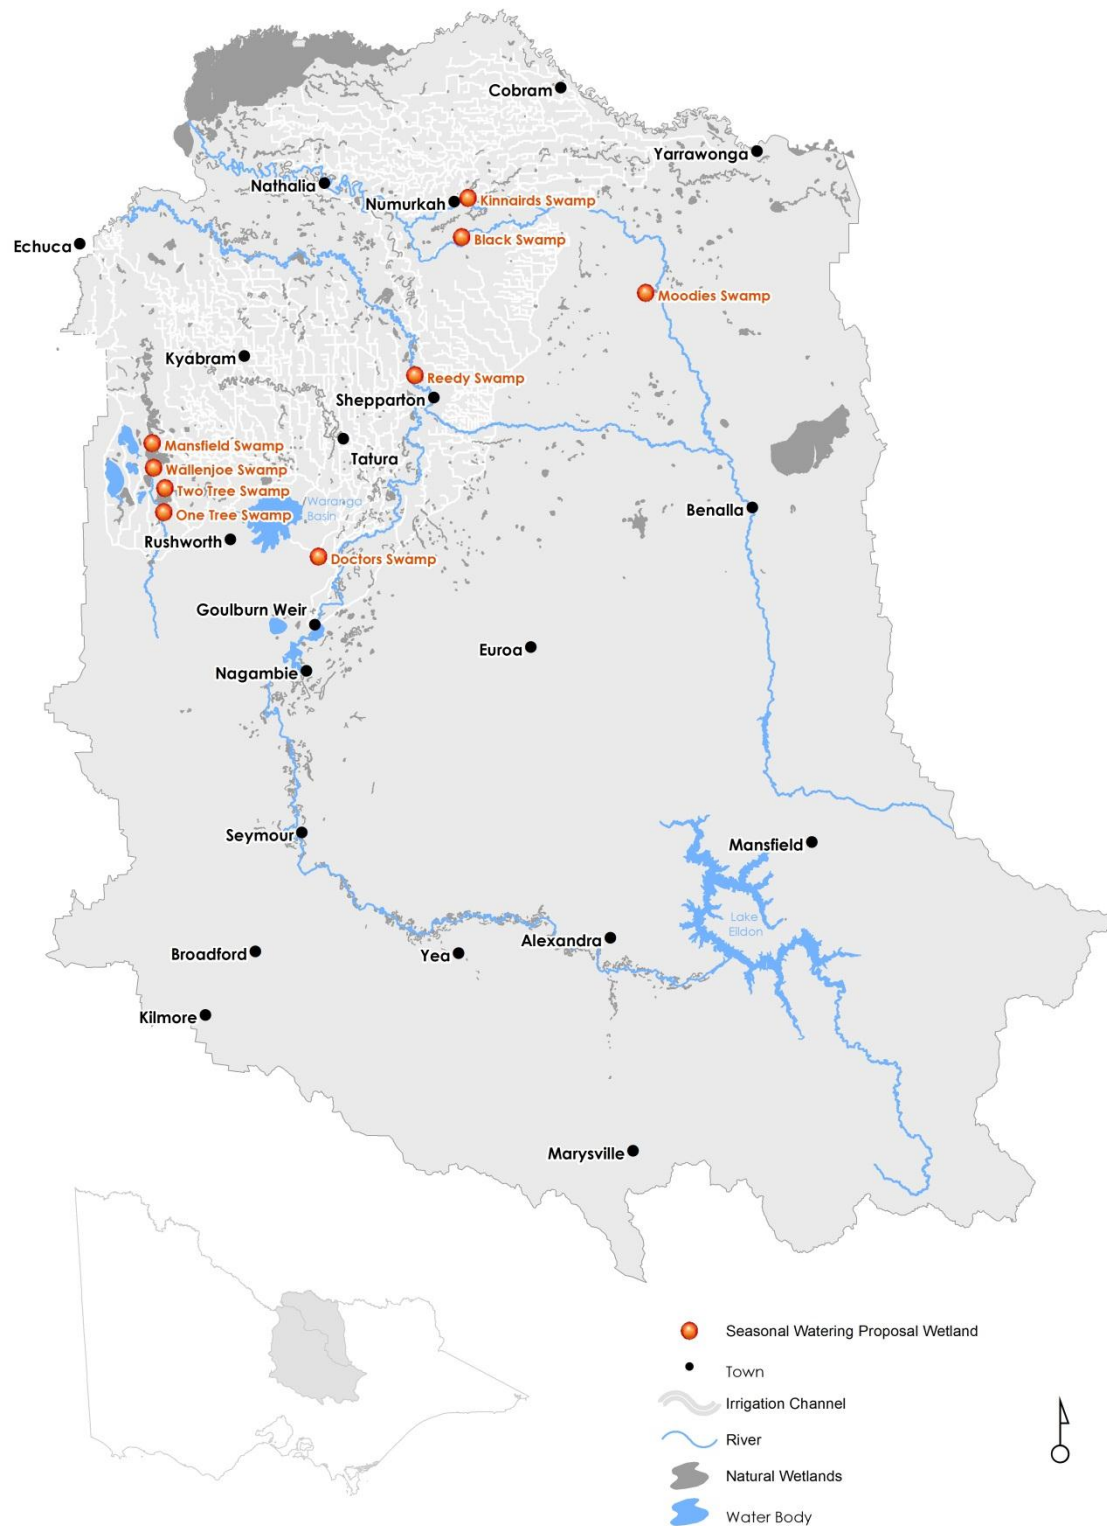 Cobram
Yarrawonga
Nathalia
Numurkah
Kinnairds Swamp
Black Swamp
Echuca
Moodies Swamp
Kyabram
Reedy Swamp
Shepparton
Mansfield Swamp
Tatura
Wallenjoe Swamp
Two Tree Swamp
Waranga
Basin
One Tree Swamp
Benalla
Rushworth
Doctors Swamp
Goulburn Weir
Euroa
Nagambie
Seymour
Mansfield
Lake
Eildon
Alexandra
Broadford
Yea
Kilmore
Marysville
Seasonal Watering Proposal Wetland
Town
Irrigation Channel
River
Natural Wetlands
Water Body